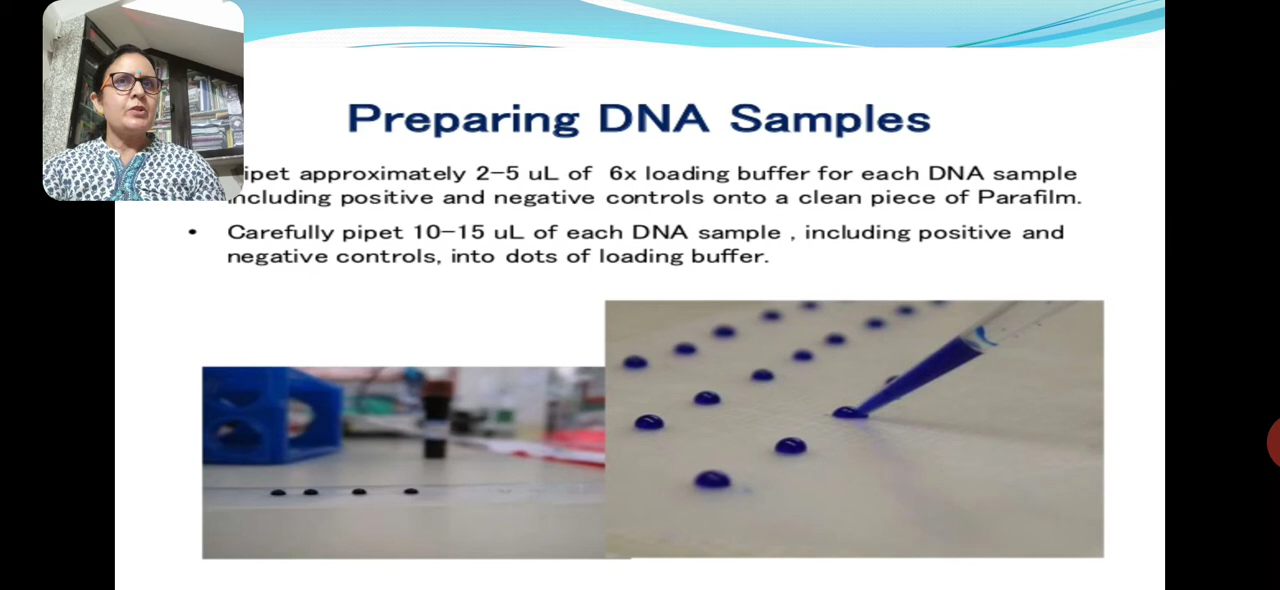 Preparing DNA Samples
approximately 2-5 uL of 6x loading buffer for each DNA sample
including positive and negative controls onto a clean piece of Parafilm.
• Carefully pipet 10-15 uL of each DNA sample , including positive and
negative controls, into dots of loading buffer.